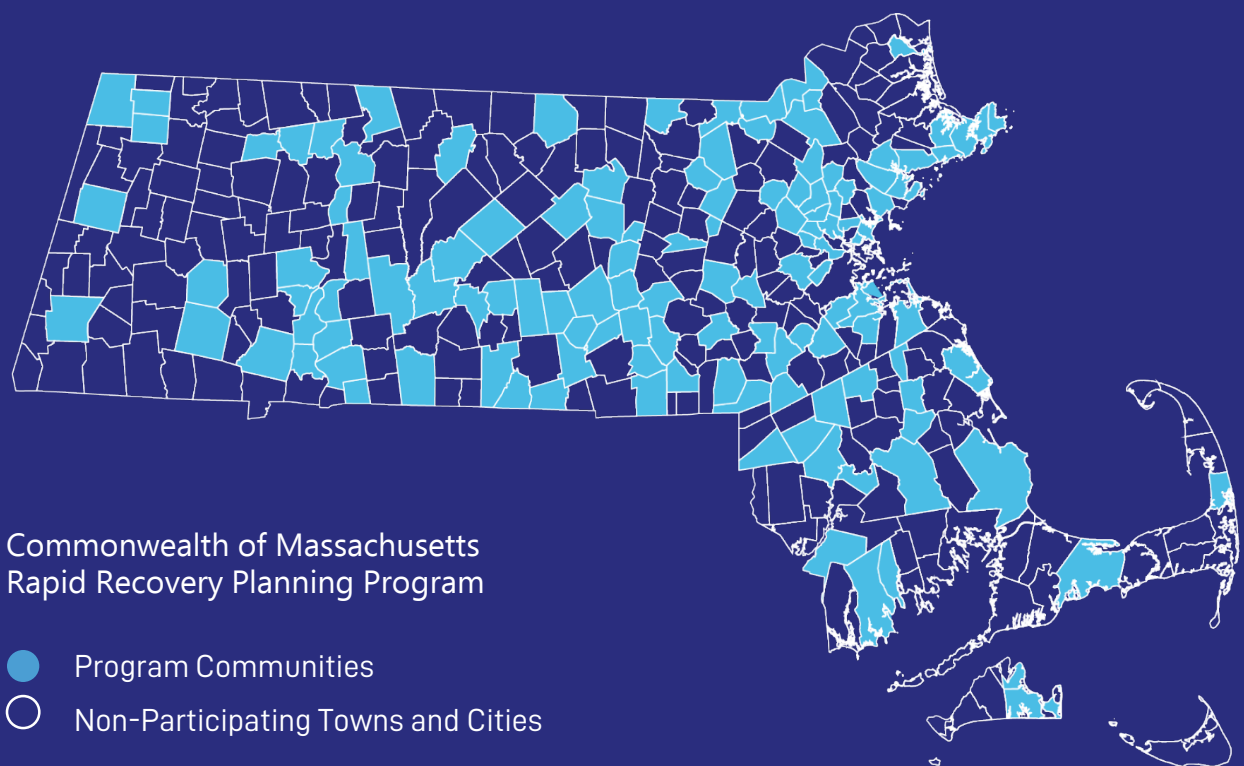 Commonwealth of Massachusetts
Rapid Recovery Planning Program
Program Communities
Non-Participating Towns and Cities